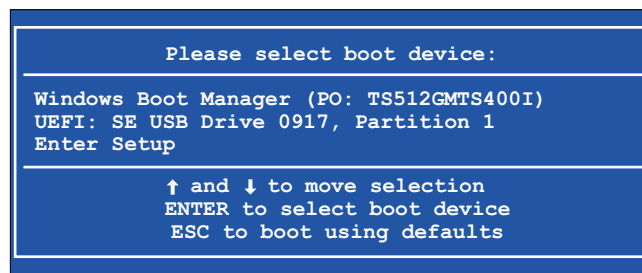 Please select boot device:
Windows Boot Manager (PO: TS512GMTS400I)
UEFI: SE USB Drive 0917, Partition 1
Enter Setup
↑ and ↓ to move selection
ENTER to select boot device
ESC to boot using defaults